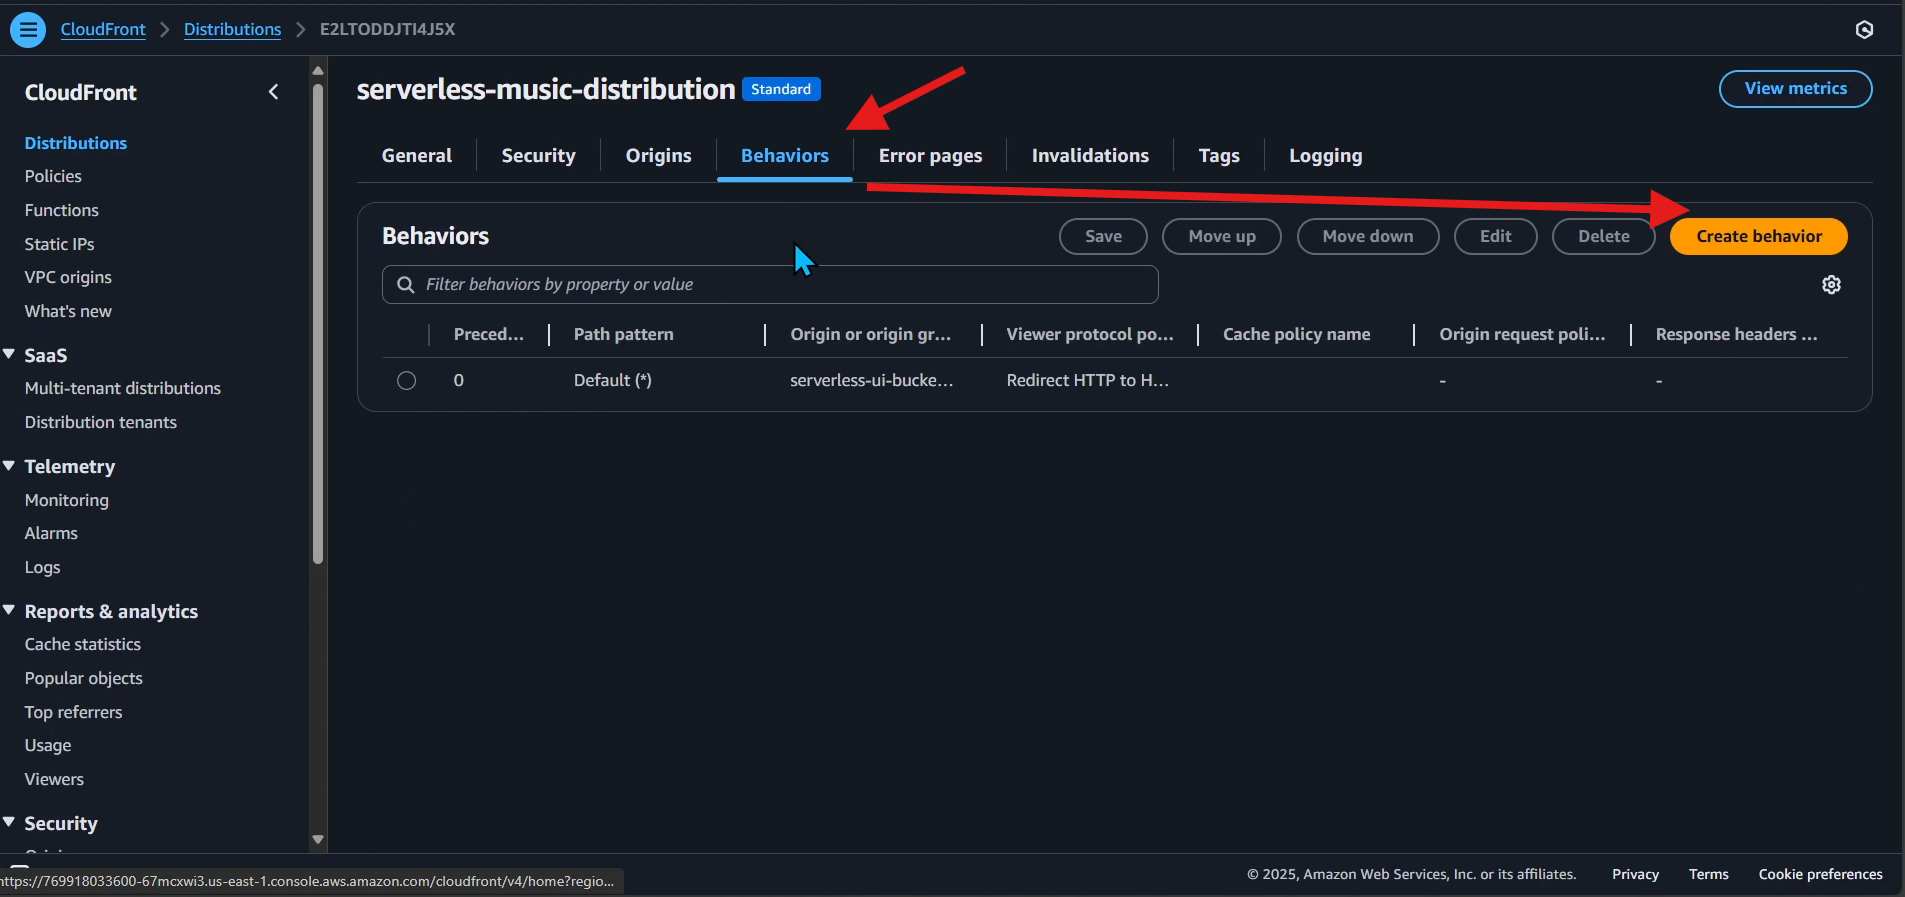 CloudFront > Distributions > E2LTODDJTI4J5X
CloudFront
Distributions
Policies
Functions
Static IPs
VPC origins
What's new
SaaS
Multi-tenant distributions
Distribution tenants
Telemetry
Monitoring
Alarms
Logs
Reports & analytics
Cache statistics
Popular objects
Top referrers
Usage
Viewers
Security
serverless-music-distribution Standard
View metrics
General Security Origins Behaviors Error pages Invalidations Tags Logging
Behaviors
Save Move up Move down Edit Delete Create behavior
Filter behaviors by property or value
Preced... Path pattern Origin or origin gr... Viewer protocol po... Cache policy name Origin request poli... Response headers ...
0 Default (*) serverless-ui-bucke... Redirect HTTP to H... - -
https://769918033600-67mcxwi3.us-east-1.console.aws.amazon.com/cloudfront/v4/home?regio...
© 2025, Amazon Web Services, Inc. or its affiliates. Privacy Terms Cookie preferences